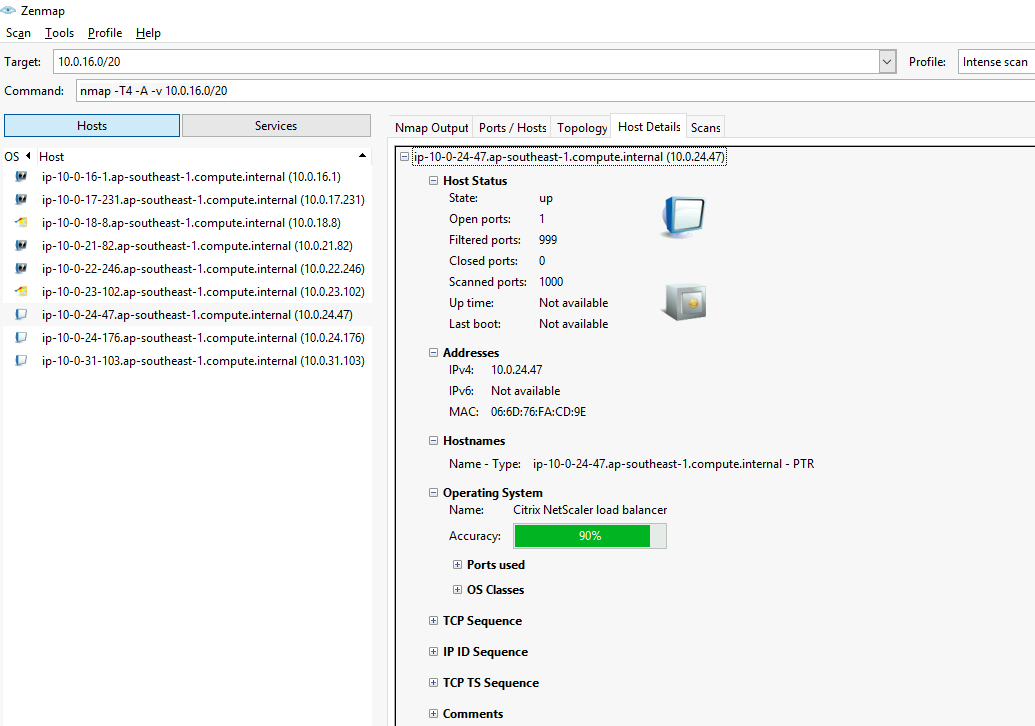 Zenmap
Scan Tools Profile Help
Target: 10.0.16.0/20 Profile: Intense scan
Command: nmap -T4 -A -v 10.0.16.0/20
Hosts Services
OS Host
ip-10-0-16-1.ap-southeast-1.compute.internal (10.0.16.1)
ip-10-0-17-231.ap-southeast-1.compute.internal (10.0.17.231)
ip-10-0-18-8.ap-southeast-1.compute.internal (10.0.18.8)
ip-10-0-21-82.ap-southeast-1.compute.internal (10.0.21.82)
ip-10-0-22-246.ap-southeast-1.compute.internal (10.0.22.246)
ip-10-0-23-102.ap-southeast-1.compute.internal (10.0.23.102)
ip-10-0-24-47.ap-southeast-1.compute.internal (10.0.24.47)
ip-10-0-24-176.ap-southeast-1.compute.internal (10.0.24.176)
ip-10-0-31-103.ap-southeast-1.compute.internal (10.0.31.103)
Nmap Output Ports / Hosts Topology Host Details Scans
ip-10-0-24-47.ap-southeast-1.compute.internal (10.0.24.47)
Host Status
State: up
Open ports: 1
Filtered ports: 999
Closed ports: 0
Scanned ports: 1000
Up time: Not available
Last boot: Not available
Addresses
IPv4: 10.0.24.47
IPv6: Not available
MAC: 06:6D:76:FA:CD:9E
Hostnames
Name - Type: ip-10-0-24-47.ap-southeast-1.compute.internal - PTR
Operating System
Name: Citrix NetScaler load balancer
Accuracy: 90%
Ports used
OS Classes
TCP Sequence
IP ID Sequence
TCP TS Sequence
Comments